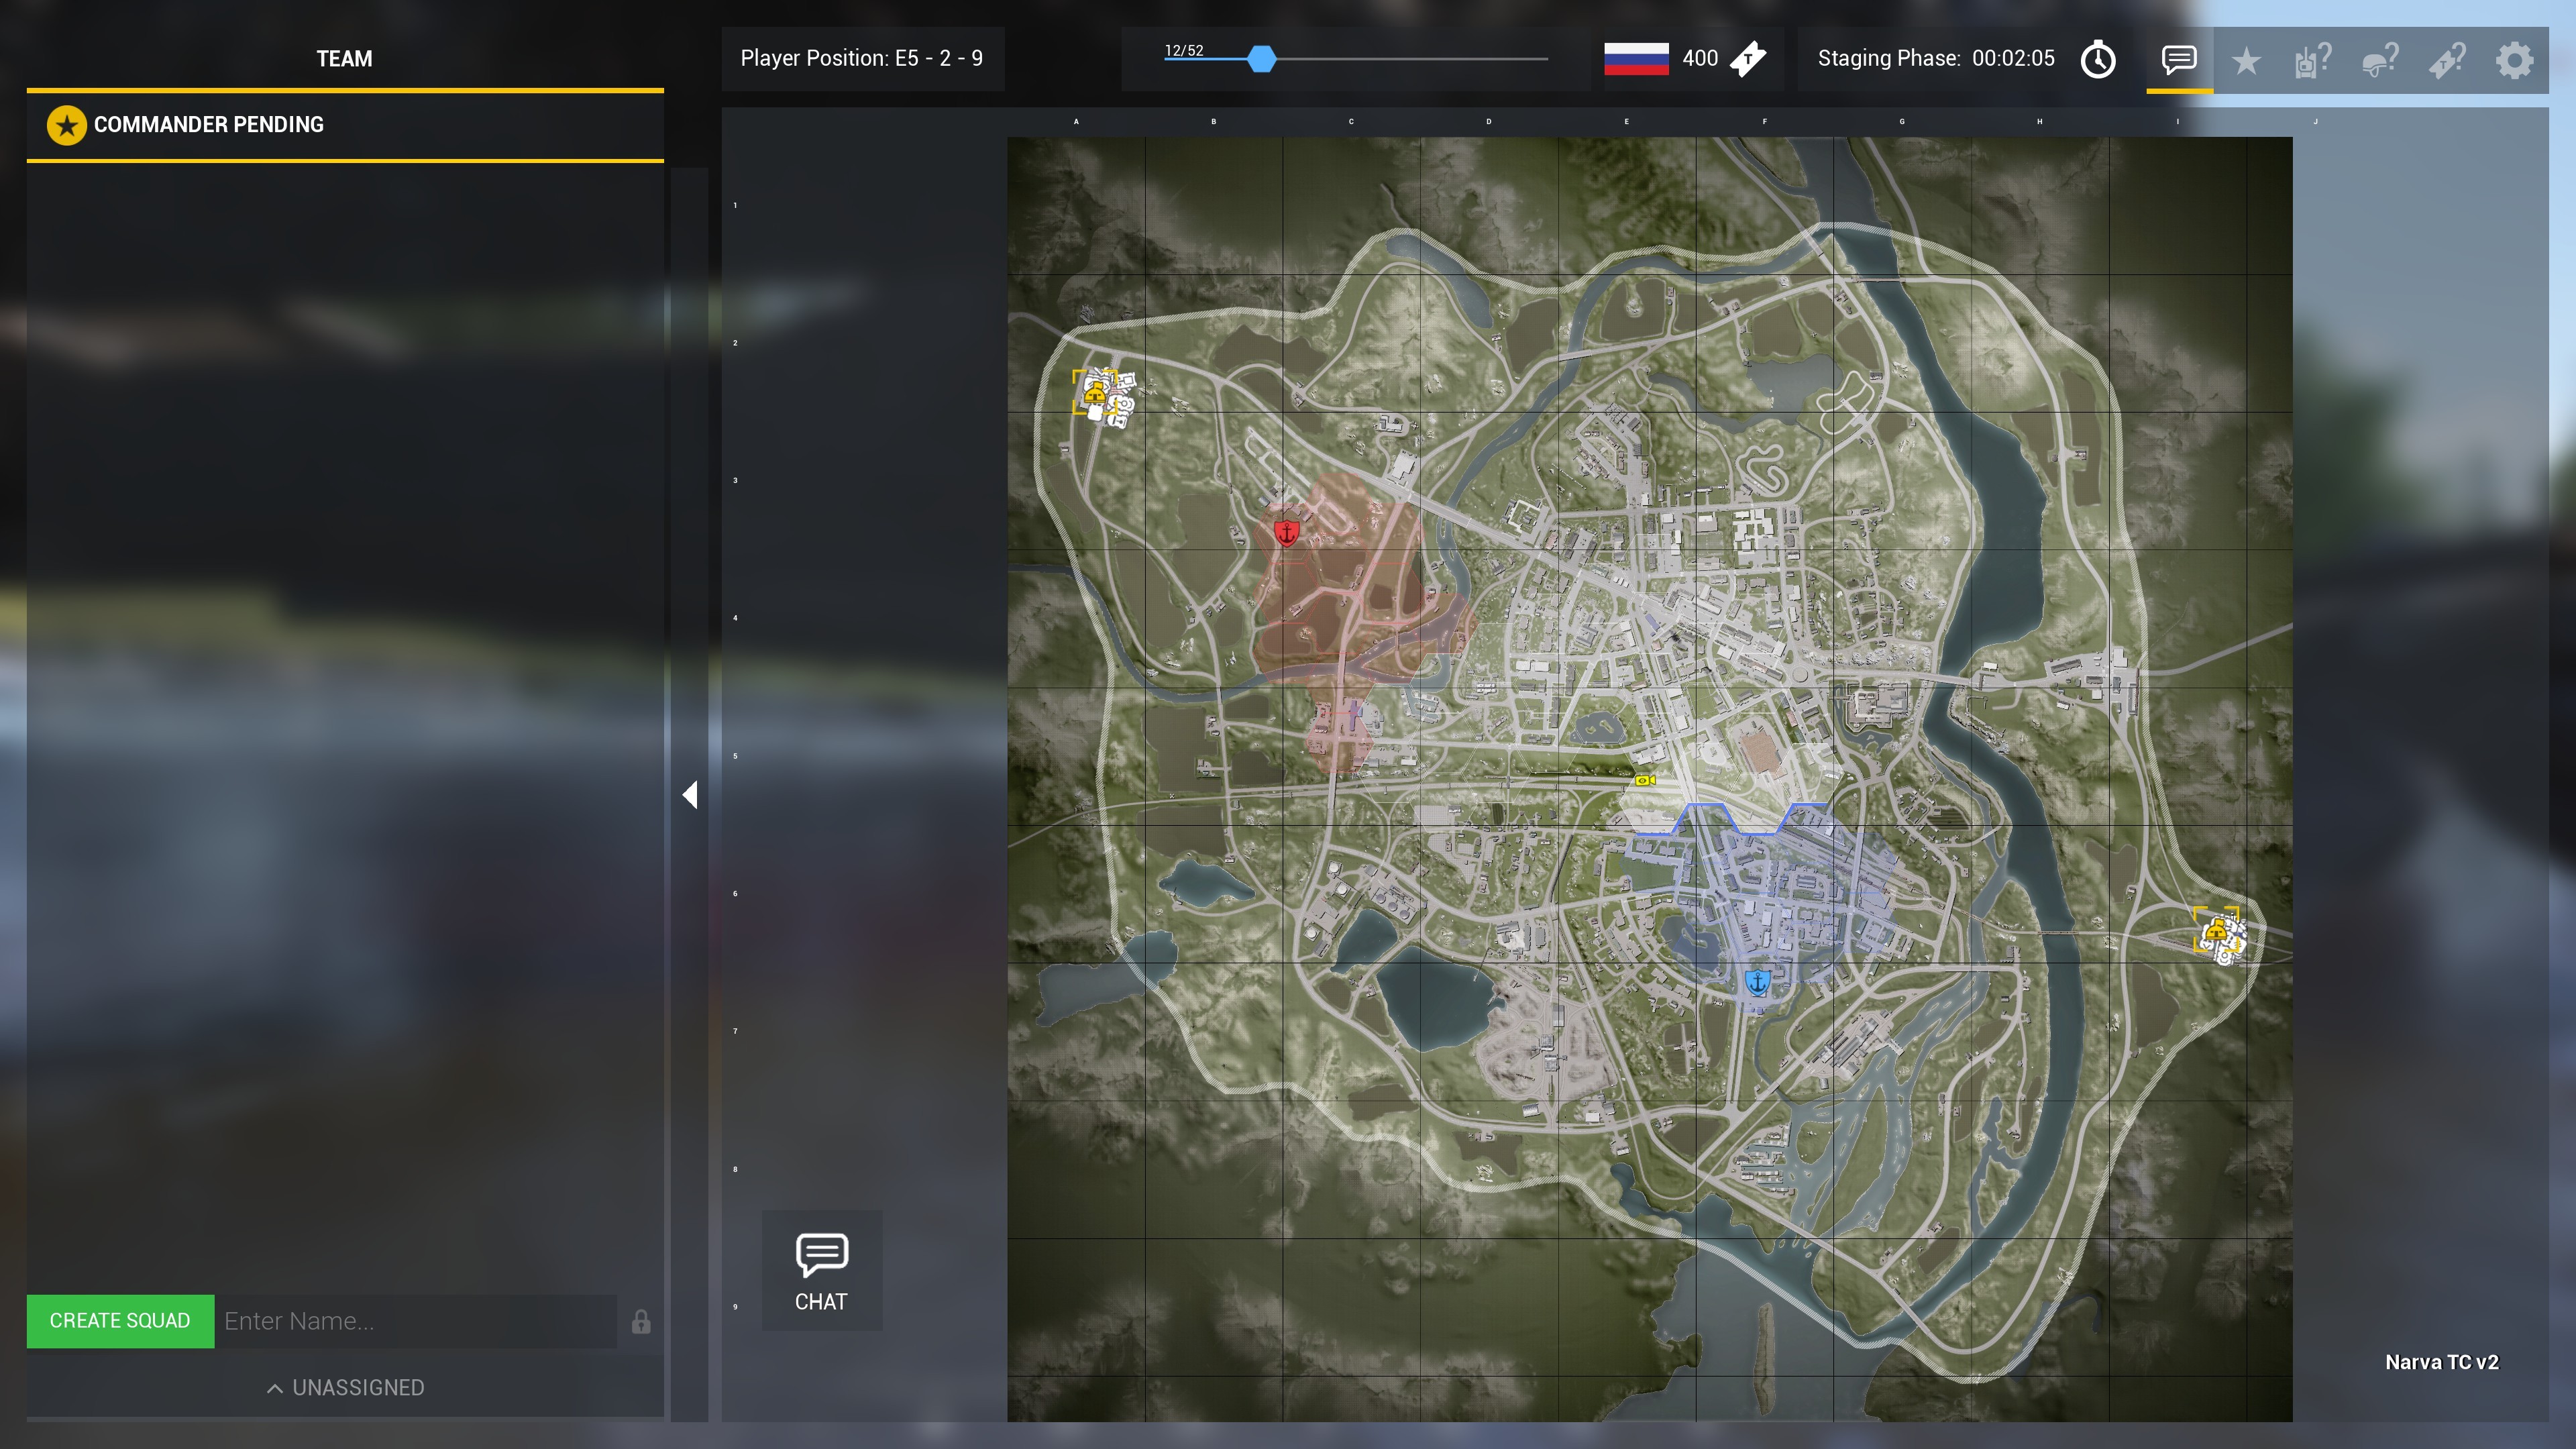 TEAM
Player Position: E5 - 2 - 9
12/52
400
T
Staging Phase: 00:02:05
? ? ?
COMMANDER PENDING
A B C D E F G H I J
1
2
3
4
5
6
7
8
9
CHAT
CREATE SQUAD Enter Name...
UNASSIGNED
Narva TC v2